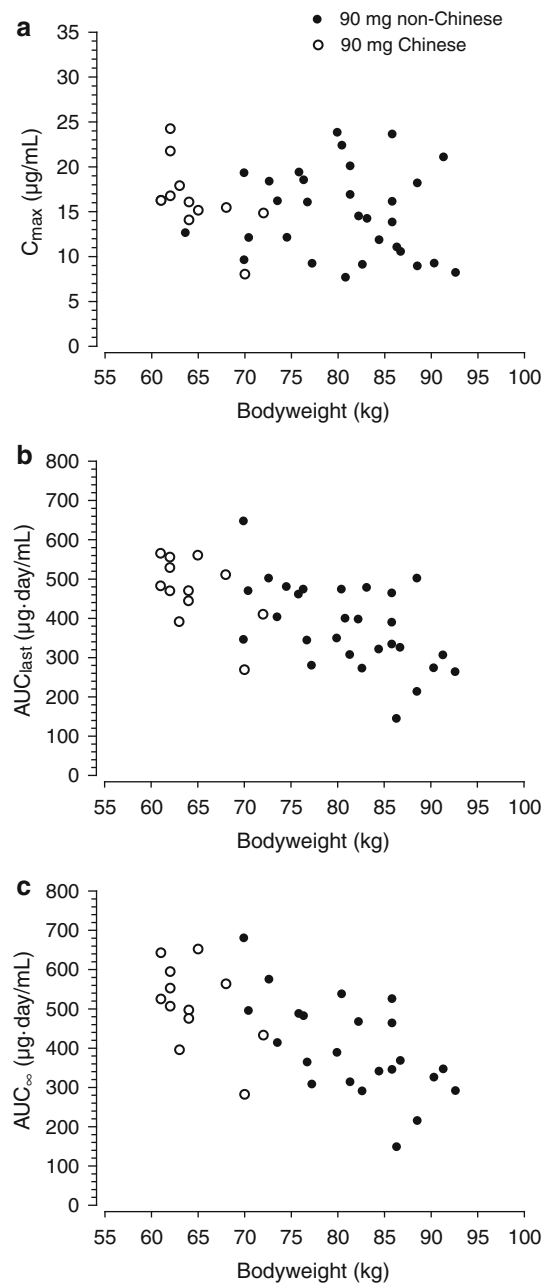 a
90 mg non-Chinese
90 mg Chinese
35
30
25
20
15
10
5
0
C_max (µg/mL)
55 60 65 70 75 80 85 90 95 100
Bodyweight (kg)
b
800
700
600
500
400
300
200
100
0
AUC_last (µg·day/mL)
55 60 65 70 75 80 85 90 95 100
Bodyweight (kg)
c
800
700
600
500
400
300
200
100
0
AUC_∞ (µg·day/mL)
55 60 65 70 75 80 85 90 95 100
Bodyweight (kg)